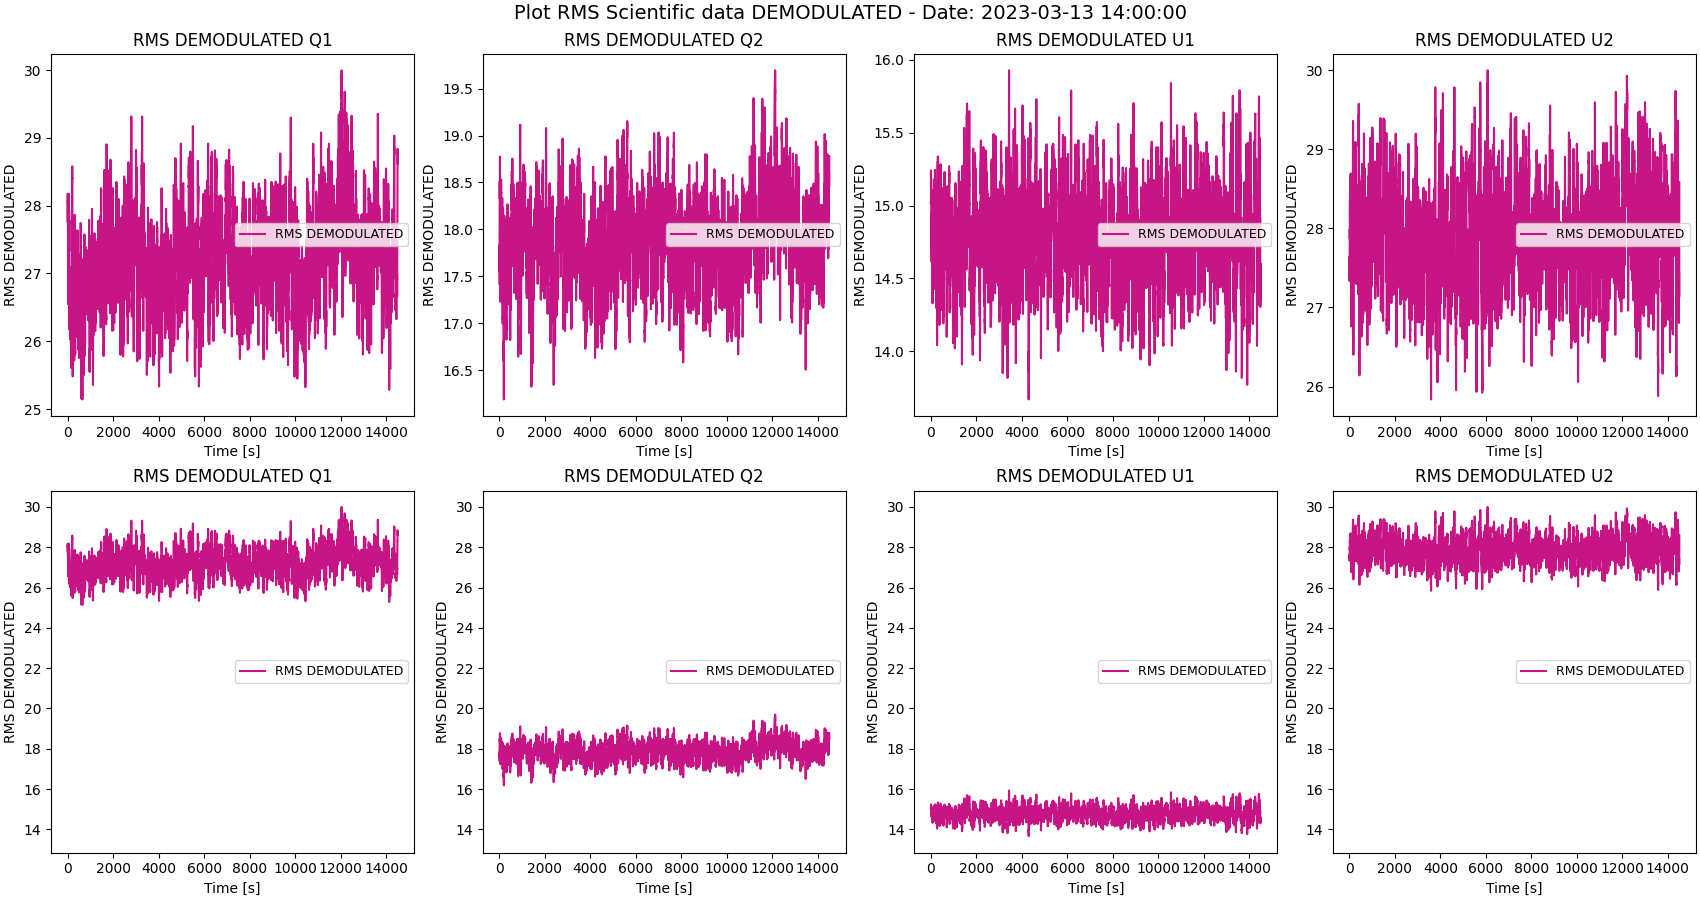 Plot RMS Scientific data DEMODULATED - Date: 2023-03-13 14:00:00
RMS DEMODULATED Q1
30
29
28
27
26
25
RMS DEMODULATED
RMS DEMODULATED
0 2000 4000 6000 8000 10000 12000 14000
Time [s]
RMS DEMODULATED Q2
19.5
19.0
18.5
18.0
17.5
17.0
16.5
RMS DEMODULATED
RMS DEMODULATED
0 2000 4000 6000 8000 10000 12000 14000
Time [s]
RMS DEMODULATED U1
16.0
15.5
15.0
14.5
14.0
RMS DEMODULATED
RMS DEMODULATED
0 2000 4000 6000 8000 10000 12000 14000
Time [s]
RMS DEMODULATED U2
30
29
28
27
26
RMS DEMODULATED
RMS DEMODULATED
0 2000 4000 6000 8000 10000 12000 14000
Time [s]
RMS DEMODULATED Q1
30
28
26
24
22
20
18
16
14
RMS DEMODULATED
RMS DEMODULATED
0 2000 4000 6000 8000 10000 12000 14000
Time [s]
RMS DEMODULATED Q2
30
28
26
24
22
20
18
16
14
RMS DEMODULATED
RMS DEMODULATED
0 2000 4000 6000 8000 10000 12000 14000
Time [s]
RMS DEMODULATED U1
30
28
26
24
22
20
18
16
14
RMS DEMODULATED
RMS DEMODULATED
0 2000 4000 6000 8000 10000 12000 14000
Time [s]
RMS DEMODULATED U2
30
28
26
24
22
20
18
16
14
RMS DEMODULATED
RMS DEMODULATED
0 2000 4000 6000 8000 10000 12000 14000
Time [s]